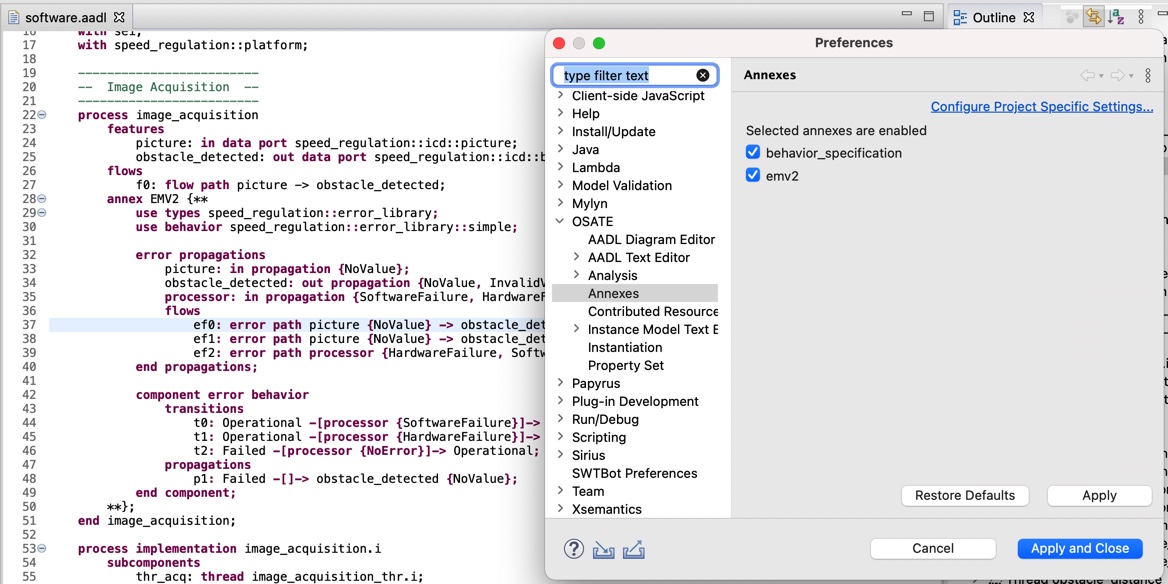 software.aadl
Outline
16 with sei;
17 with speed_regulation::platform;
18
19 -------------------------
20 -- Image Acquisition --
21 -------------------------
22 process image_acquisition
23 features
24 picture: in data port speed_regulation::icd::picture;
25 obstacle_detected: out data port speed_regulation::icd::b
26 flows
27 f0: flow path picture -> obstacle_detected;
28 annex EMV2 {**
29 use types speed_regulation::error_library;
30 use behavior speed_regulation::error_library::simple;
31
32 error propagations
33 picture: in propagation {NoValue};
34 obstacle_detected: out propagation {NoValue, InvalidV
35 processor: in propagation {SoftwareFailure, HardwareF
36 flows
37 ef0: error path picture {NoValue} -> obstacle_det
38 ef1: error path picture {NoValue} -> obstacle_det
39 ef2: error path processor {HardwareFailure, Softw
40 end propagations;
41
42 component error behavior
43 transitions
44 t0: Operational -[processor {SoftwareFailure}]->
45 t1: Operational -[processor {HardwareFailure}]->
46 t2: Failed -[processor {NoError}]-> Operational;
47 propagations
48 p1: Failed -[]-> obstacle_detected {NoValue};
49 end component;
50 **};
51 end image_acquisition;
52
53 process implementation image_acquisition.i
54 subcomponents
55 thr_acq: thread image_acquisition_thr.i;
Preferences
type filter text
Client-side JavaScript
Help
Install/Update
Java
Lambda
Model Validation
Mylyn
OSATE
AADL Diagram Editor
AADL Text Editor
Analysis
Annexes
Contributed Resource
Instance Model Text E
Instantiation
Property Set
Papyrus
Plug-in Development
Run/Debug
Scripting
Sirius
SWTBot Preferences
Team
Xsemantics
Annexes
Configure Project Specific Settings...
Selected annexes are enabled
behavior_specification
emv2
Restore Defaults
Apply
Cancel
Apply and Close
Thread obstacle_distance